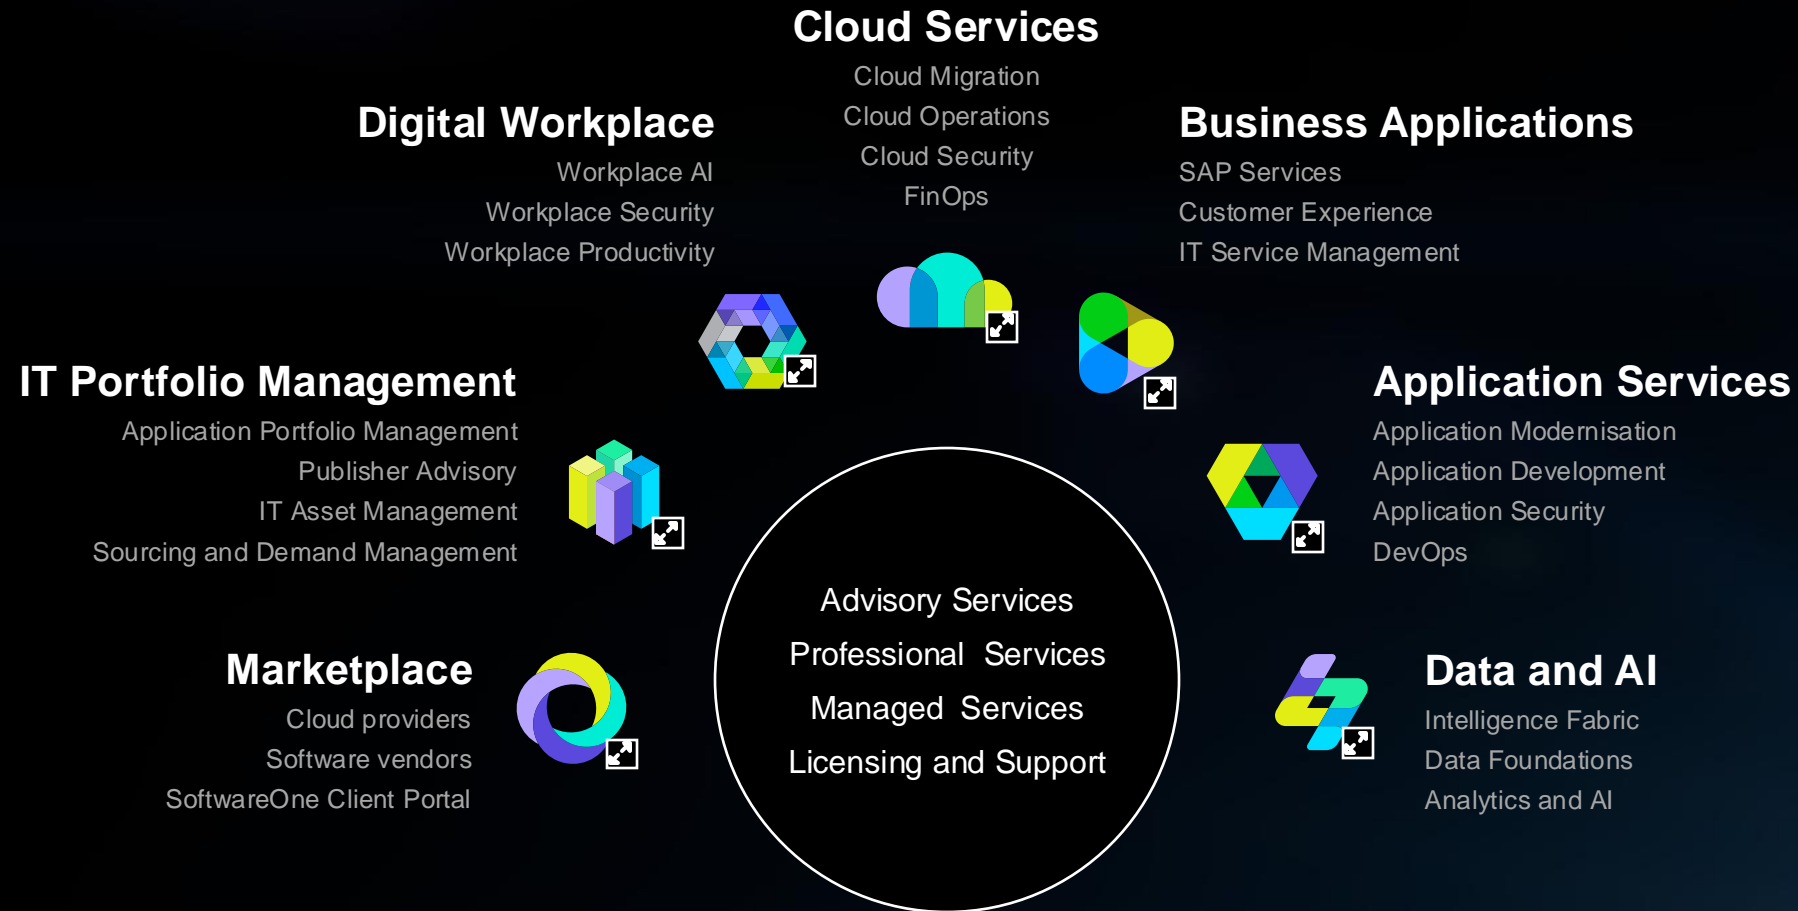 Cloud Services
Cloud Migration
Cloud Operations
Cloud Security
FinOps
Digital Workplace
Workplace AI
Workplace Security
Workplace Productivity
Business Applications
SAP Services
Customer Experience
IT Service Management
IT Portfolio Management
Application Portfolio Management
Publisher Advisory
IT Asset Management
Sourcing and Demand Management
Application Services
Application Modernisation
Application Development
Application Security
DevOps
Advisory Services
Professional Services
Managed Services
Licensing and Support
Marketplace
Cloud providers
Software vendors
SoftwareOne Client Portal
Data and AI
Intelligence Fabric
Data Foundations
Analytics and AI